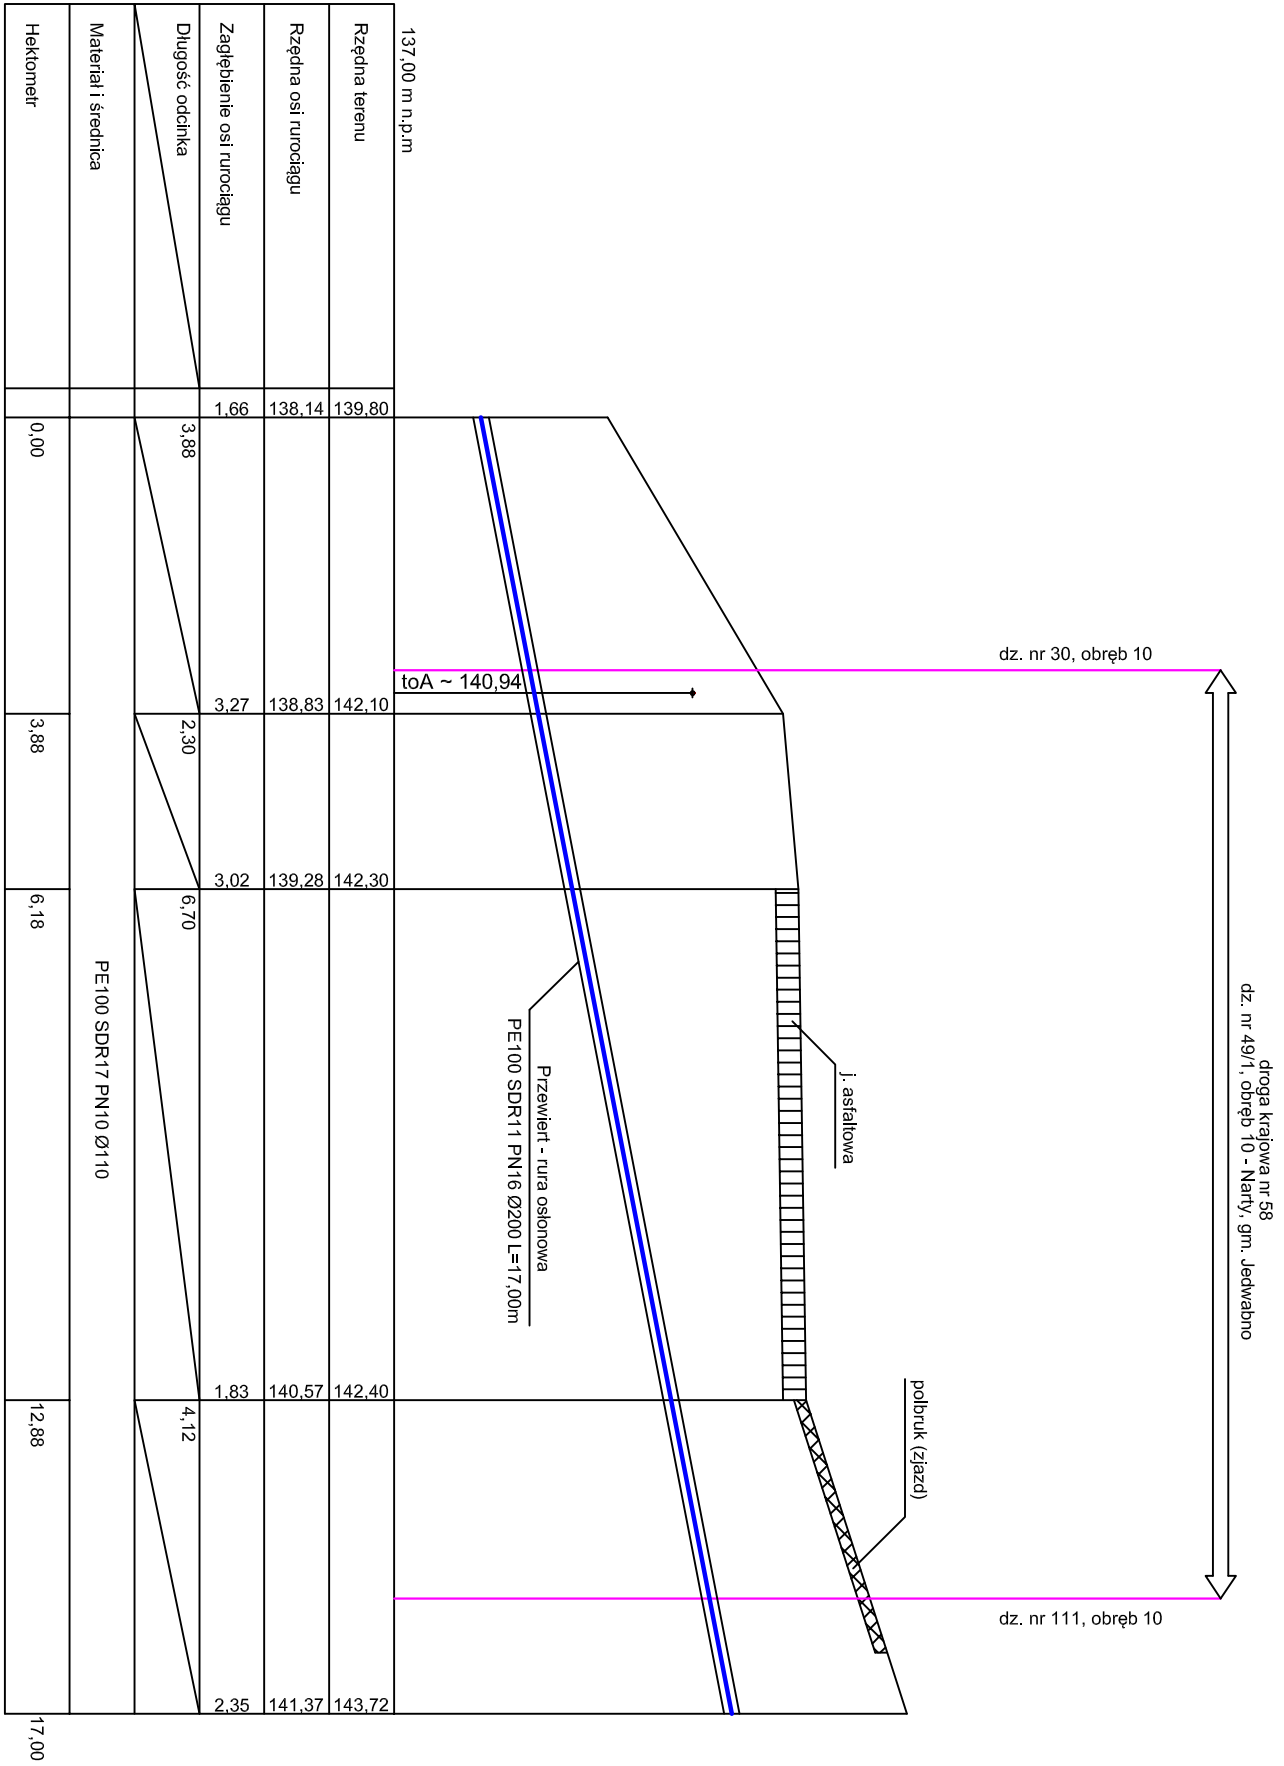 droga krajowa nr 58
dz. nr 49/1, obręb 10 - Narty, gm. Jedwabno
dz. nr 30, obręb 10
dz. nr 111, obręb 10
polbruk (zjazd)
j. asfaltowa
Przewiert - rura osłonowa
PE100 SDR11 PN16 Ø200 L=17,00m
toA ~ 140,94
137,00 m n.p.m
Rzędna terenu
139,80
142,10
142,30
142,40
143,72
Rzędna osi rurociągu
138,14
138,83
139,28
140,57
141,37
Zagłębienie osi rurociągu
1,66
3,27
3,02
1,83
2,35
Długość odcinka
3,88
2,30
6,70
4,12
Materiał i średnica
PE100 SDR17 PN10 Ø110
Hektometr
0,00
3,88
6,18
12,88
17,00